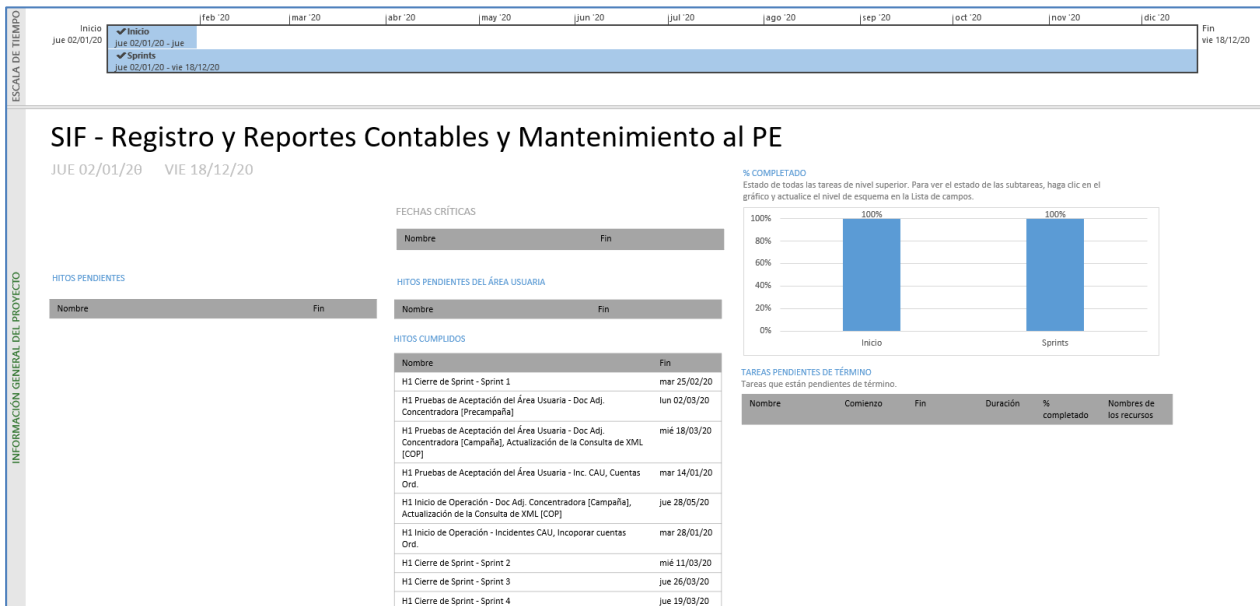 ESCALA DE TIEMPO
feb '20
mar '20
abr '20
may '20
jun '20
jul '20
ago '20
sep '20
oct '20
nov '20
dic '20
Inicio
jue 02/01/20
Inicio
jue 02/01/20 - jue
Sprints
jue 02/01/20 - vie 18/12/20
Fin
vie 18/12/20
INFORMACIÓN GENERAL DEL PROYECTO
SIF - Registro y Reportes Contables y Mantenimiento al PE
JUE 02/01/20 VIE 18/12/20
HITOS PENDIENTES
Nombre Fin
FECHAS CRÍTICAS
Nombre Fin
HITOS PENDIENTES DEL ÁREA USUARIA
Nombre Fin
HITOS CUMPLIDOS
Nombre Fin
H1 Cierre de Sprint - Sprint 1 mar 25/02/20
H1 Pruebas de Aceptación del Área Usuaria - Doc Adj. lun 02/03/20
Concentradora [Precampaña]
H1 Pruebas de Aceptación del Área Usuaria - Doc Adj. mié 18/03/20
Concentradora [Campaña], Actualización de la Consulta de XML
[COP]
H1 Pruebas de Aceptación del Área Usuaria - Inc. CAU, Cuentas mar 14/01/20
Ord.
H1 Inicio de Operación - Doc Adj. Concentradora [Campaña], jue 28/05/20
Actualización de la Consulta de XML [COP]
H1 Inicio de Operación - Incidentes CAU, Incoporar cuentas mar 28/01/20
Ord.
H1 Cierre de Sprint - Sprint 2 mié 11/03/20
H1 Cierre de Sprint - Sprint 3 jue 26/03/20
H1 Cierre de Sprint - Sprint 4 jue 19/03/20
% COMPLETADO
Estado de todas las tareas de nivel superior. Para ver el estado de las subtareas, haga clic en el
gráfico y actualice el nivel de esquema en la Lista de campos.
100%
80%
60%
40%
20%
0%
100% 100%
Inicio Sprints
TAREAS PENDIENTES DE TÉRMINO
Tareas que están pendientes de término.
Nombre Comienzo Fin Duración % Nombres de
completado los recursos